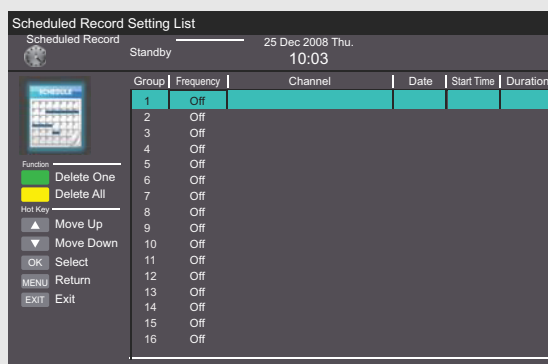 Scheduled Record Setting List
Scheduled Record
Standby
25 Dec 2008 Thu.
10:03
SCHEDULE
Group Frequency Channel Date Start Time Duration
1 Off
2 Off
3 Off
4 Off
5 Off
6 Off
7 Off
8 Off
9 Off
10 Off
11 Off
12 Off
13 Off
14 Off
15 Off
16 Off
Function
Delete One
Delete All
Hot Key
Move Up
Move Down
OK Select
MENU Return
EXIT Exit